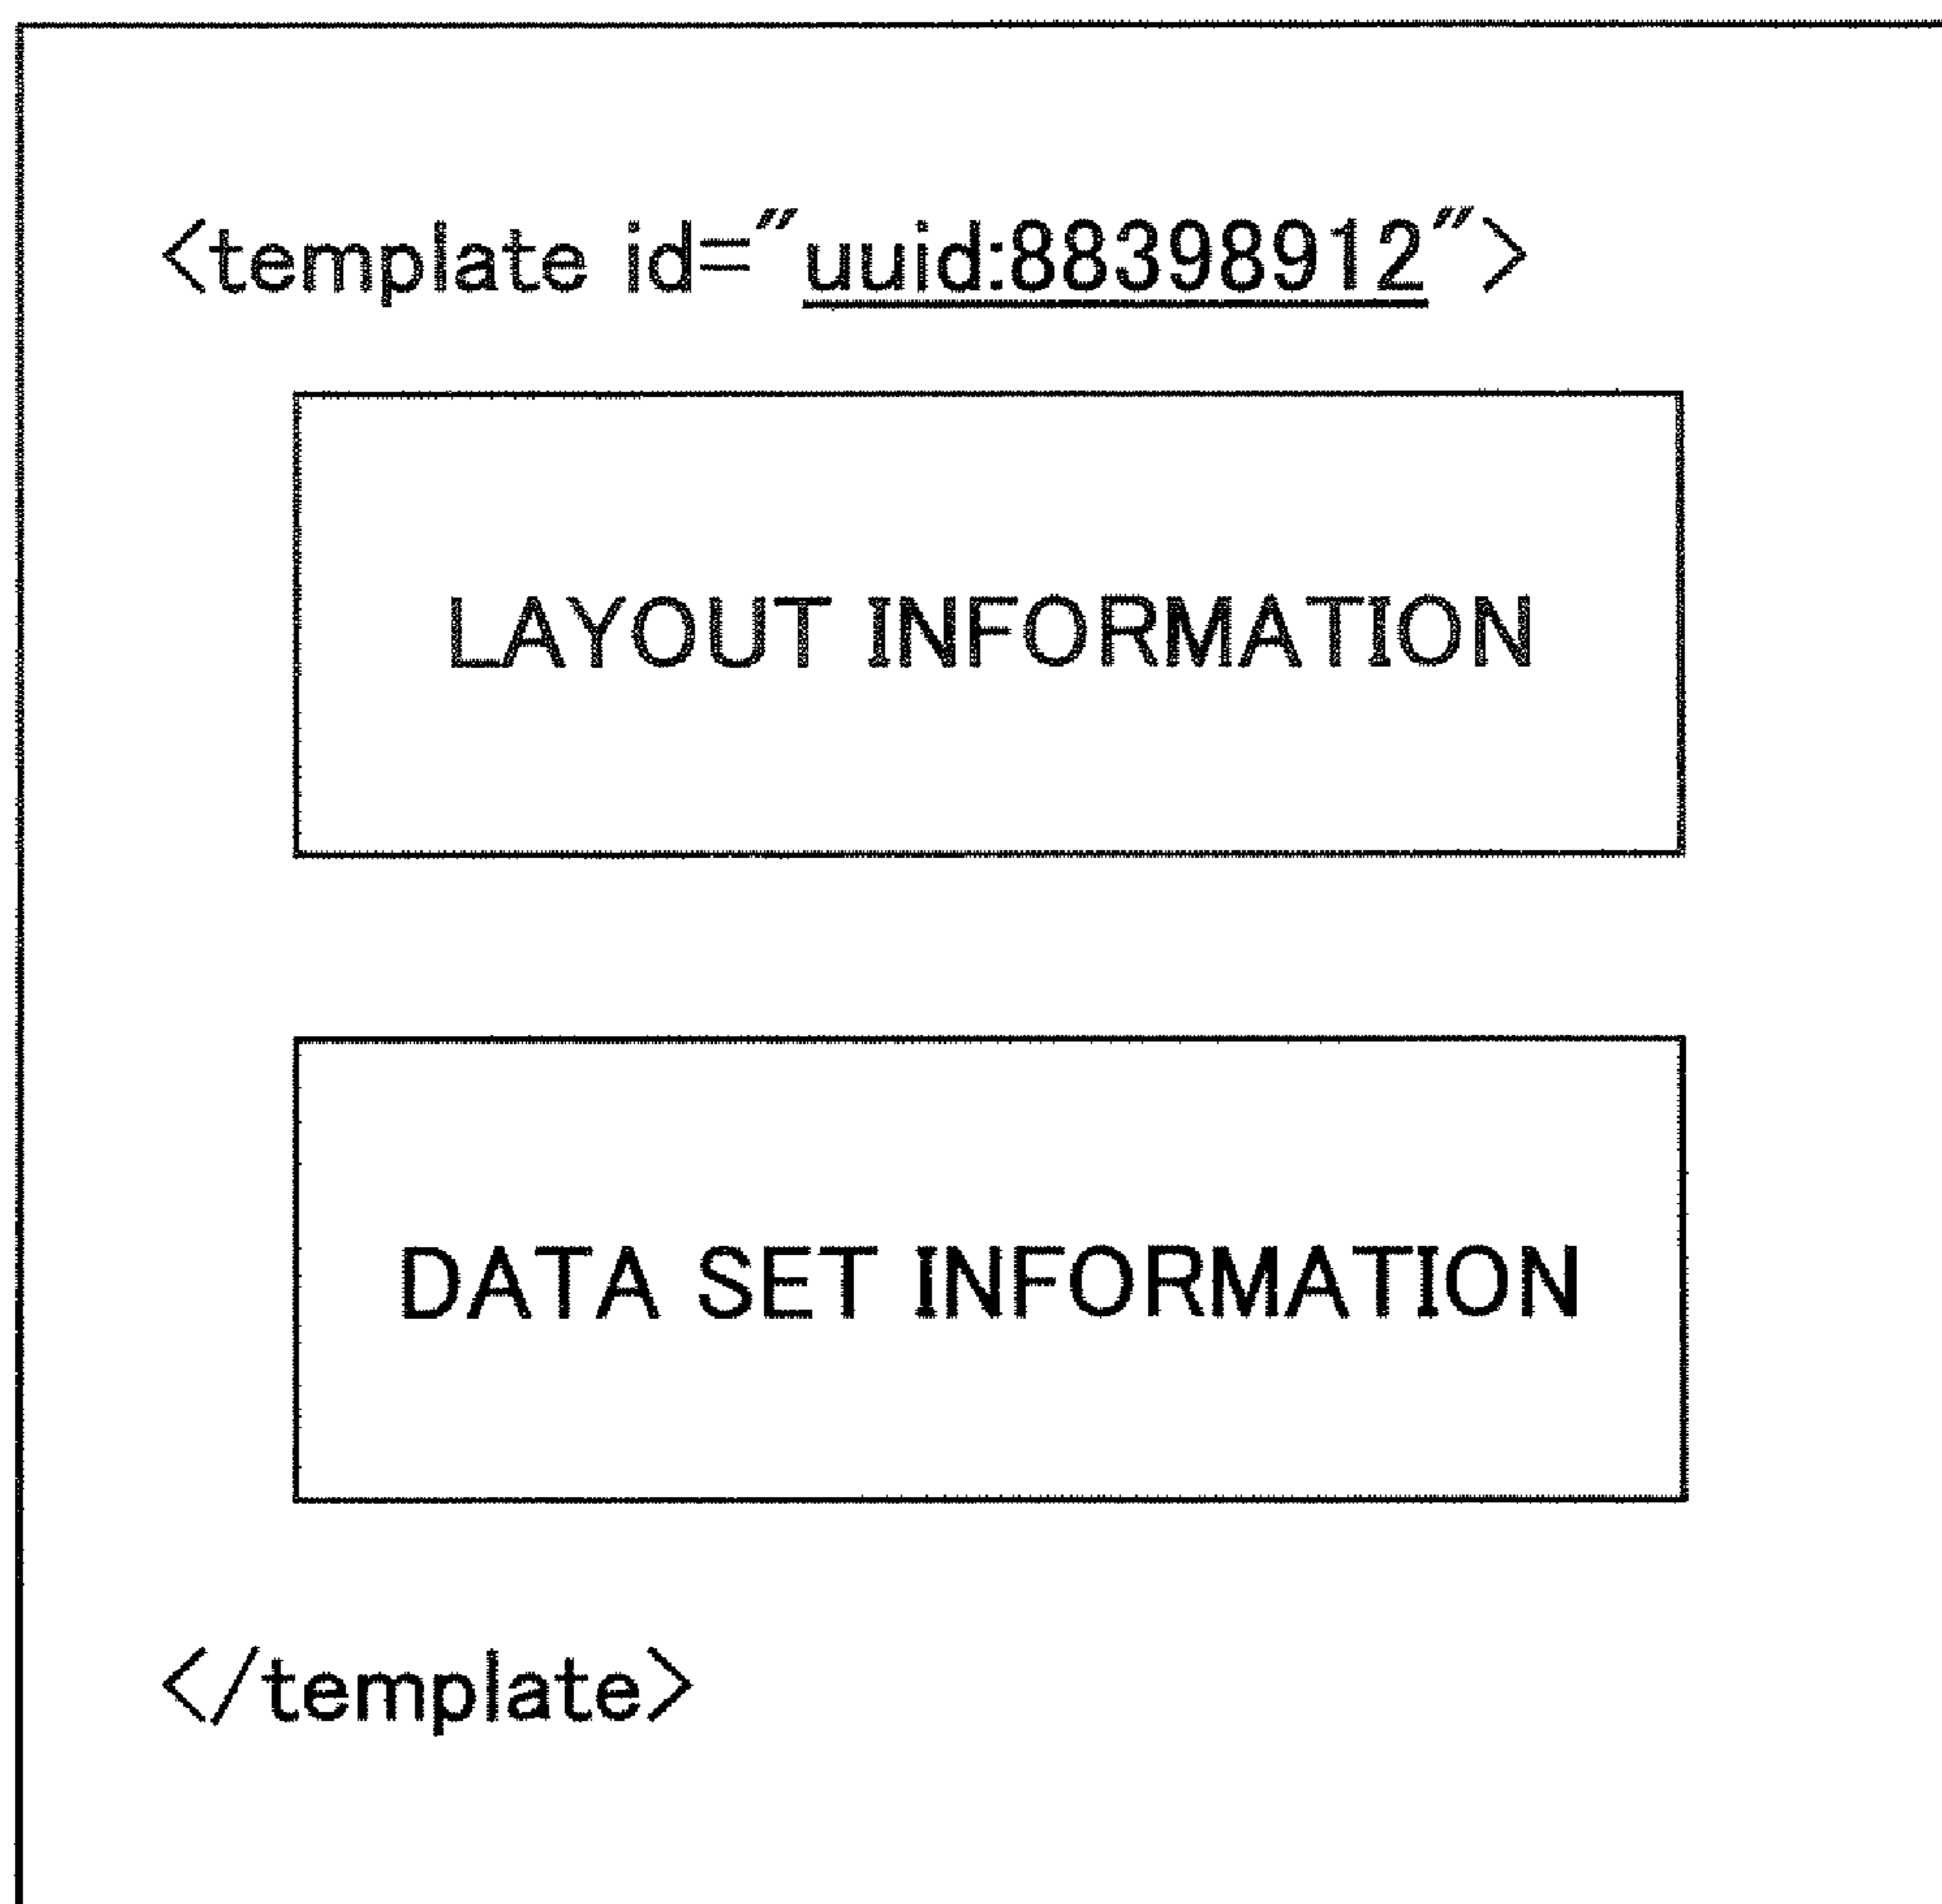 <template id="uuid:88398912">
LAYOUT INFORMATION
DATA SET INFORMATION
</template>